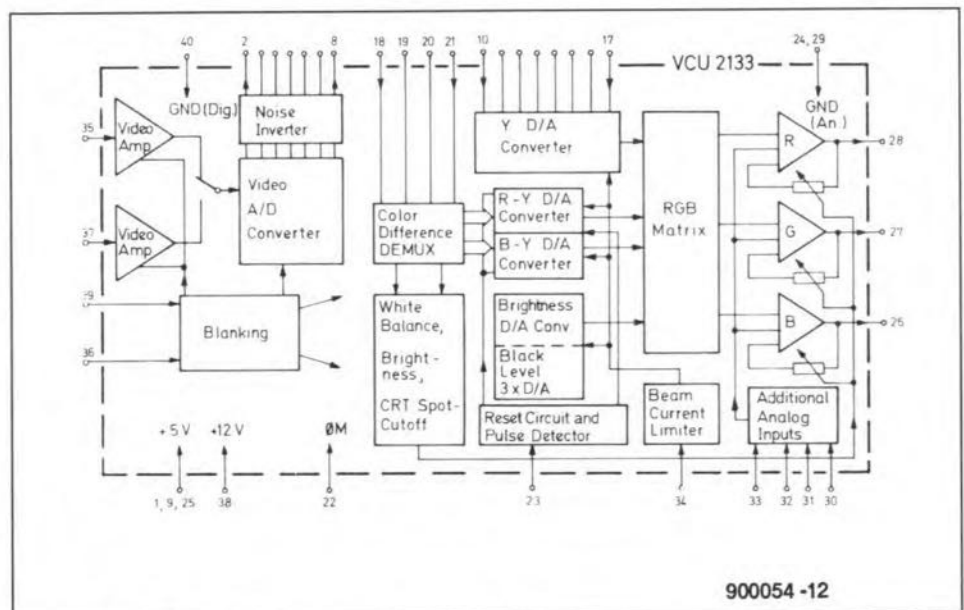 40 2 8 18 19 20 21 10 17 24, 29
VCU 2133
GND (Dig.)
GND
(An.)
35
Video
Amp.
Noise
Inverter
Y D/A
Converter
R
28
Video
A/D
Converter
37
Video
Amp.
Color
Difference
DEMUX
R-Y D/A
Converter
B-Y D/A
Converter
RGB
Matrix
G
27
39
36
Blanking
White
Balance,
Bright-
ness,
CRT Spot-
Cutoff
Brightness
D/A Conv
Black
Level
3 x D/A
B
26
Reset Circuit and
Pulse Detector
Beam
Current
Limiter
Additional
Analog
Inputs
+5V +12V ØM
1, 9, 25 38 22 23 34 33 32 31 30
900054 -12